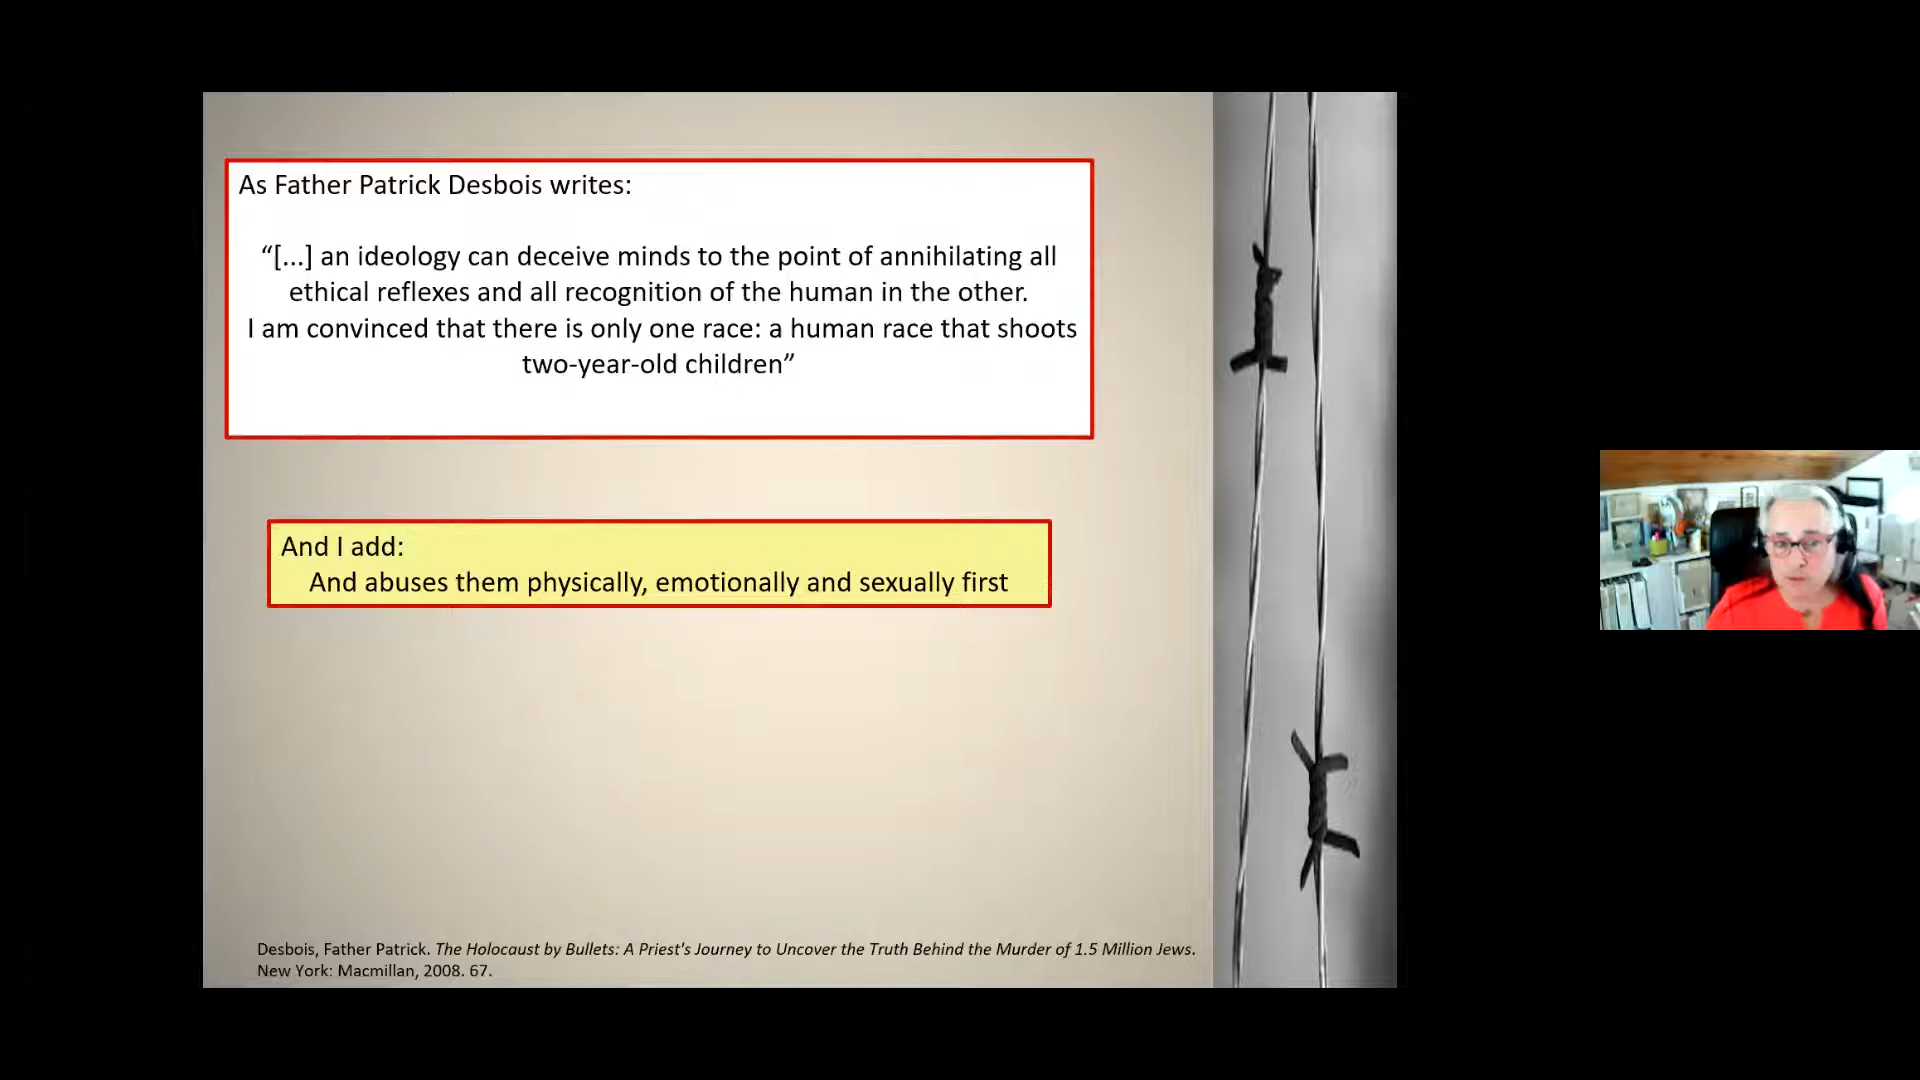 As Father Patrick Desbois writes:
“[...] an ideology can deceive minds to the point of annihilating all
ethical reflexes and all recognition of the human in the other.
I am convinced that there is only one race: a human race that shoots
two-year-old children”
And I add:
And abuses them physically, emotionally and sexually first
Desbois, Father Patrick. The Holocaust by Bullets: A Priest's Journey to Uncover the Truth Behind the Murder of 1.5 Million Jews.
New York: Macmillan, 2008. 67.